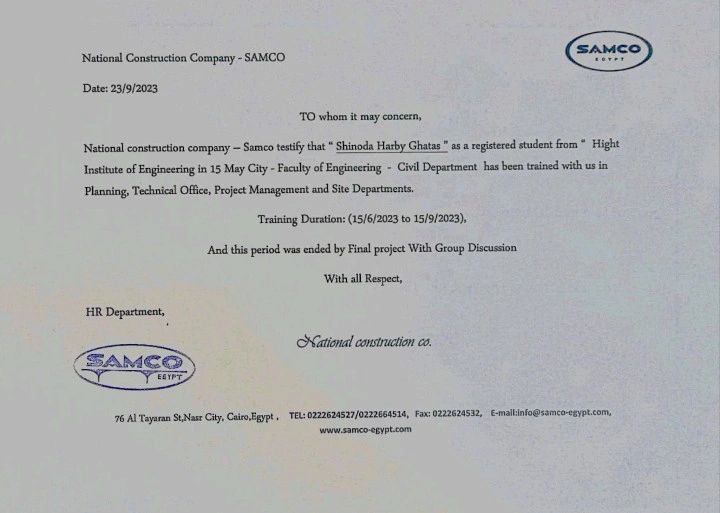 National Construction Company - SAMCO
SAMCO
EGYPT
Date: 23/9/2023
TO whom it may concern,
National construction company – Samco testify that " Shinoda Harby Ghatas " as a registered student from " Hight
Institute of Engineering in 15 May City - Faculty of Engineering - Civil Department has been trained with us in
Planning, Technical Office, Project Management and Site Departments.
Training Duration: (15/6/2023 to 15/9/2023),
And this period was ended by Final project With Group Discussion
With all Respect,
HR Department,
National construction co.
SAMCO
EGYPT
76 Al Tayaran St,Nasr City, Cairo,Egypt . TEL: 0222624527/0222664514, Fax: 0222624532, E-mail:info@samco-egypt.com,
www.samco-egypt.com